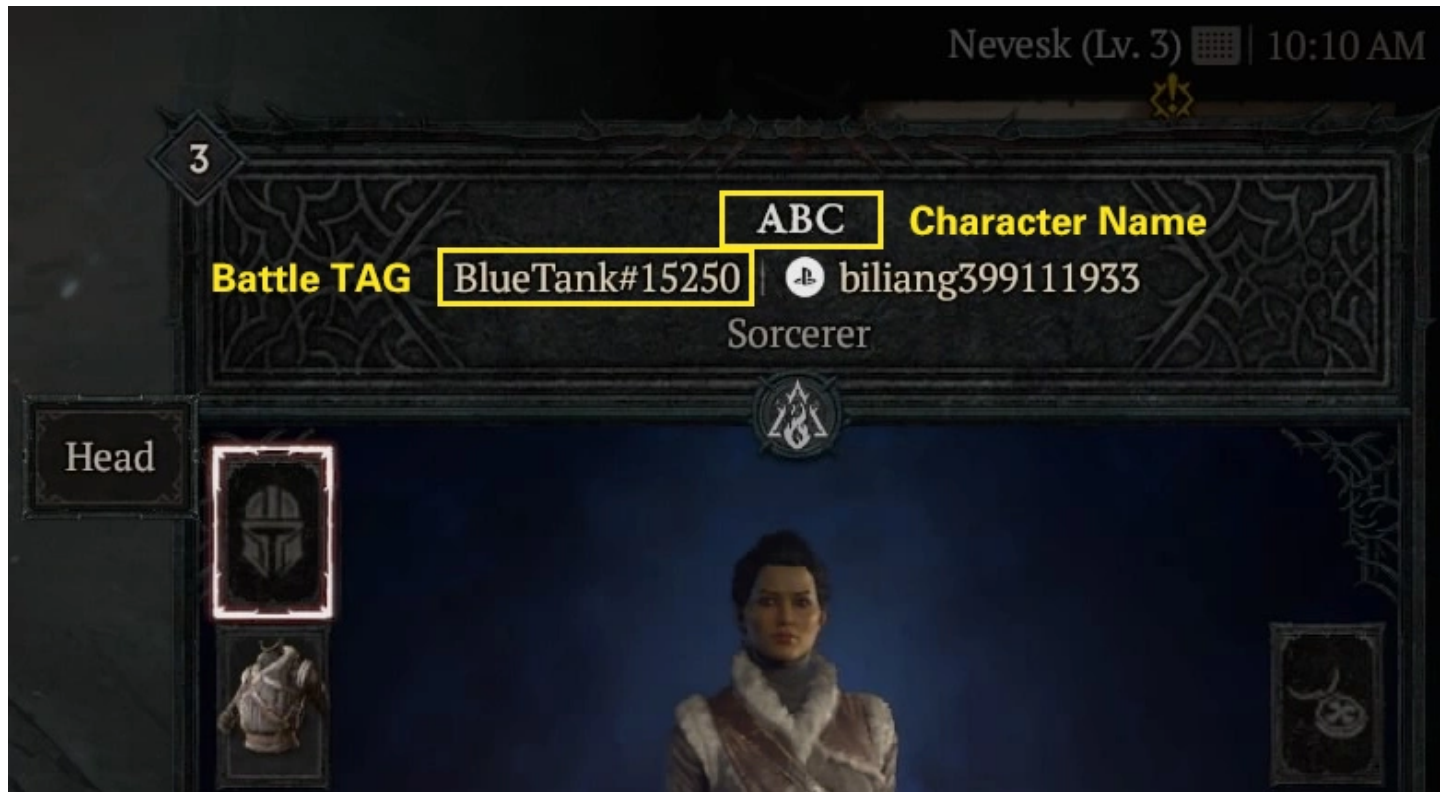 Nevesk (Lv. 3) 10:10 AM
3
ABC Character Name
Battle TAG BlueTank#15250 | biliang399111933
Sorcerer
Head